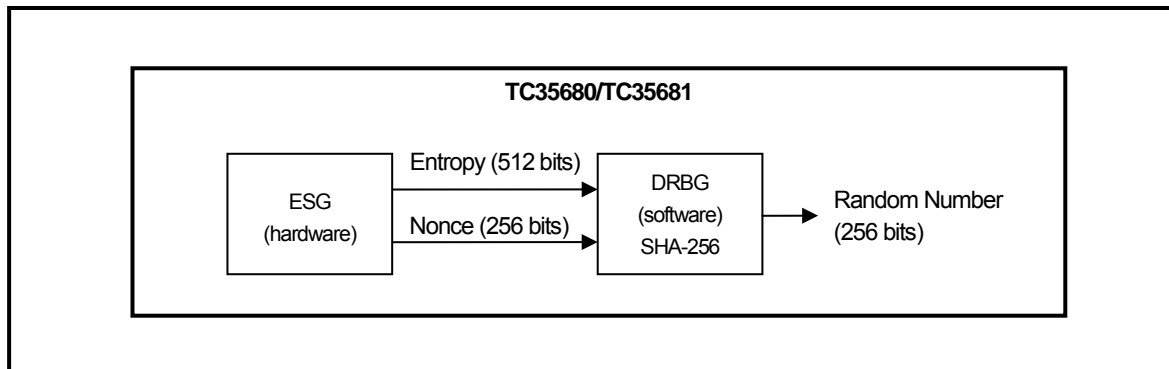 TC35680/TC35681
Entropy (512 bits)
ESG
(hardware)
Nonce (256 bits)
DRBG
(software)
SHA-256
Random Number
(256 bits)